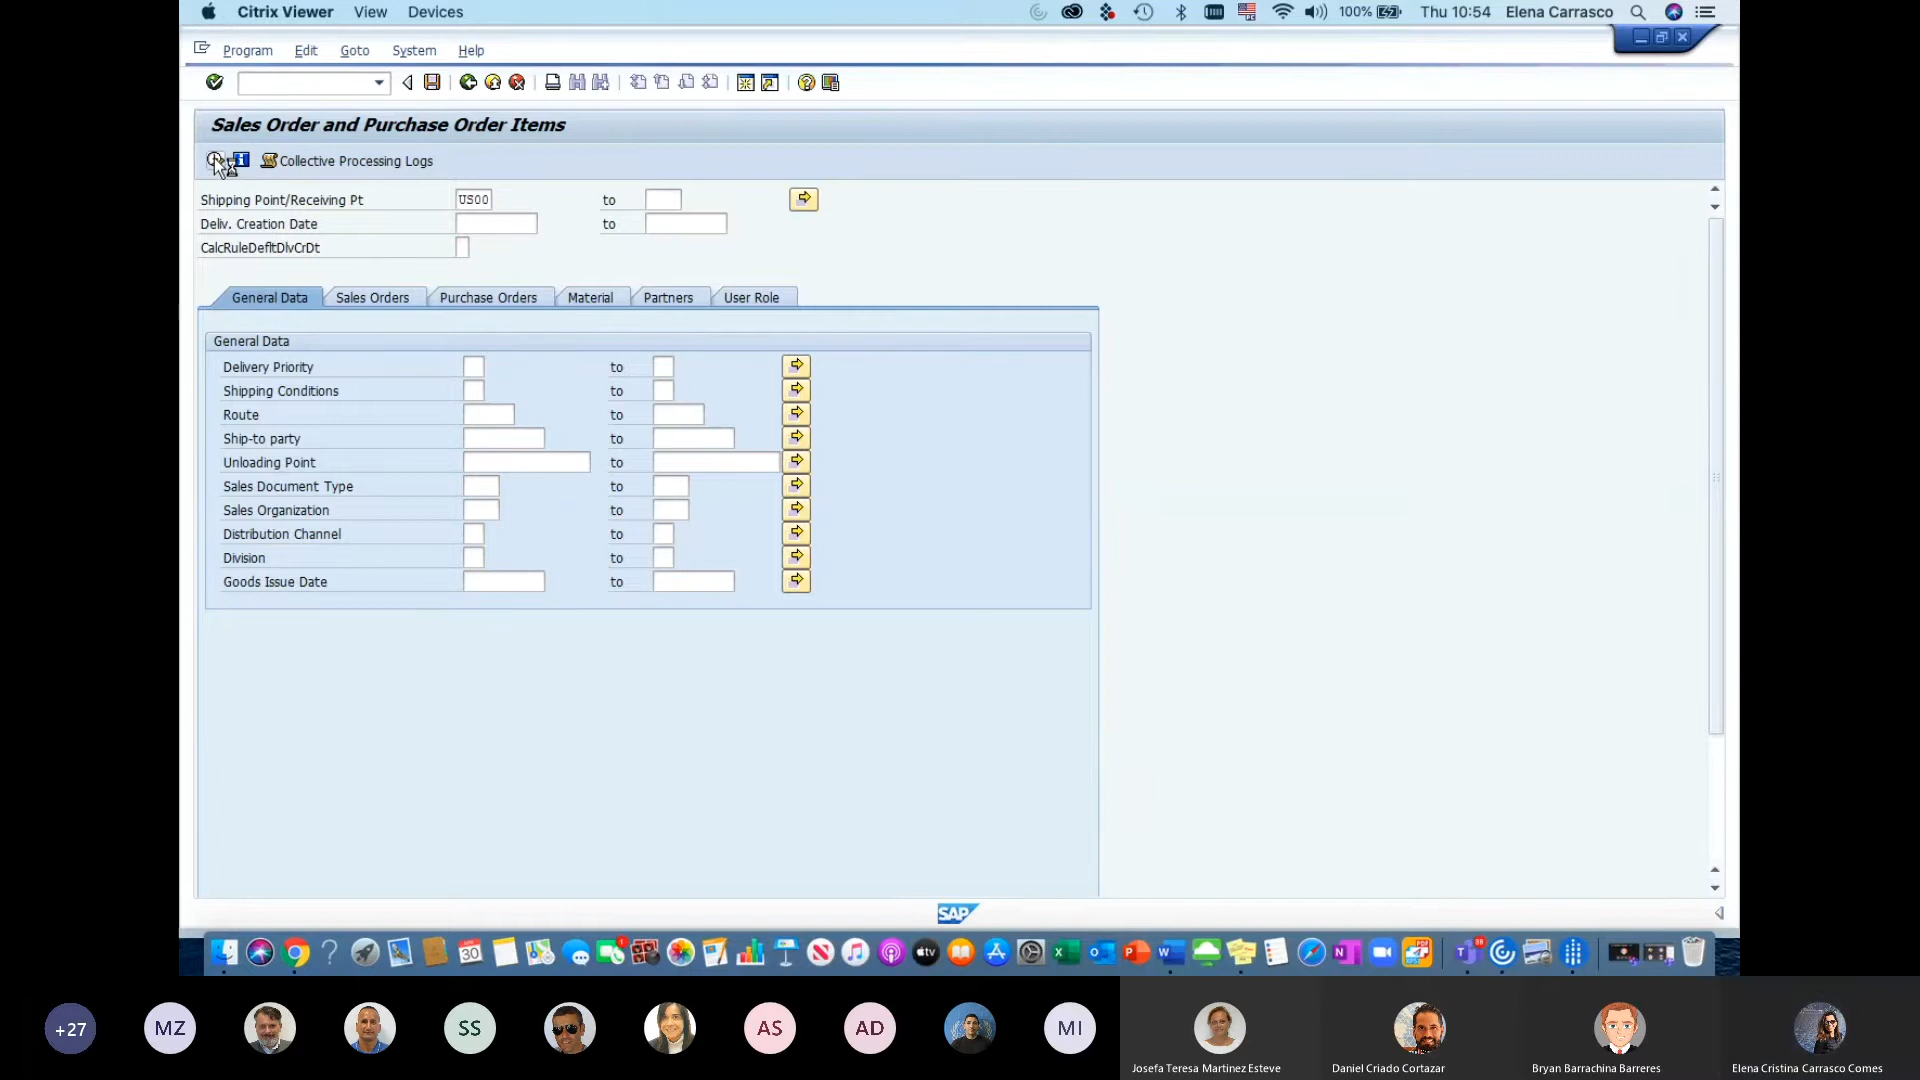 Citrix Viewer View Devices 100% Thu 10:54 Elena Carrasco
Program Edit Goto System Help
Sales Order and Purchase Order Items
Collective Processing Logs
Shipping Point/Receiving Pt US00 to
Deliv. Creation Date to
CalcRuleDefltDlvCrDt
General Data Sales Orders Purchase Orders Material Partners User Role
General Data
Delivery Priority to
Shipping Conditions to
Route to
Ship-to party to
Unloading Point to
Sales Document Type to
Sales Organization to
Distribution Channel to
Division to
Goods Issue Date to
SAP
APR 30 tv
+27 MZ SS AS AD MI
Josefa Teresa Martinez Esteve Daniel Criado Cortazar Bryan Barrachina Barreres Elena Cristina Carrasco Comes